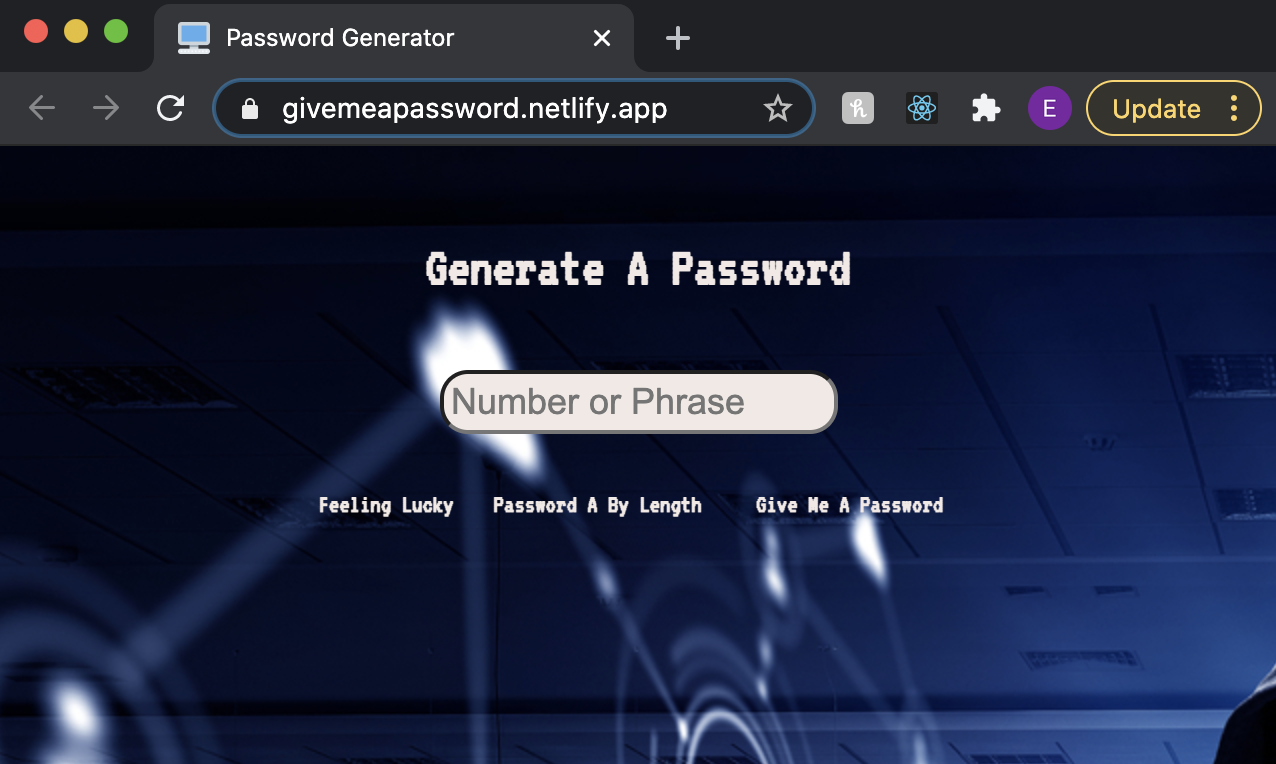 Password Generator
givemeapassword.netlify.app
E
Update
Generate A Password
Number or Phrase
Feeling Lucky
Password A By Length
Give Me A Password